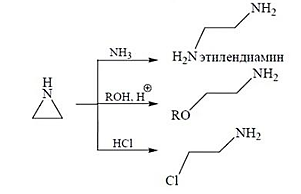 NH₂
NH₃
H₂N этилендиамин
H
N
ROH, H⊕
NH₂
RO
HCl
NH₂
Cl